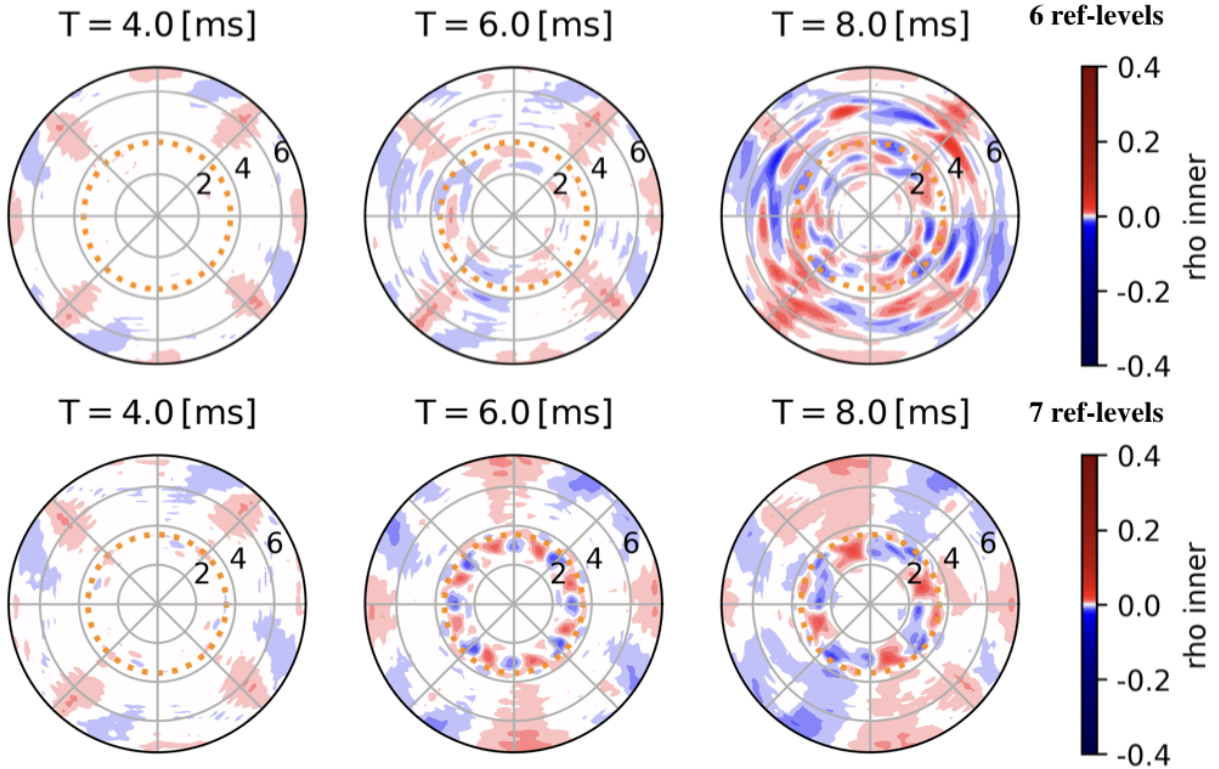 T = 4.0 [ms] T = 6.0 [ms] T = 8.0 [ms] 6 ref-levels
2 4 6
2 4 6
2 4 6
0.4
0.2
0.0
-0.2
-0.4
rho inner
T = 4.0 [ms] T = 6.0 [ms] T = 8.0 [ms] 7 ref-levels
2 4 6
2 4 6
2 4 6
0.4
0.2
0.0
-0.2
-0.4
rho inner